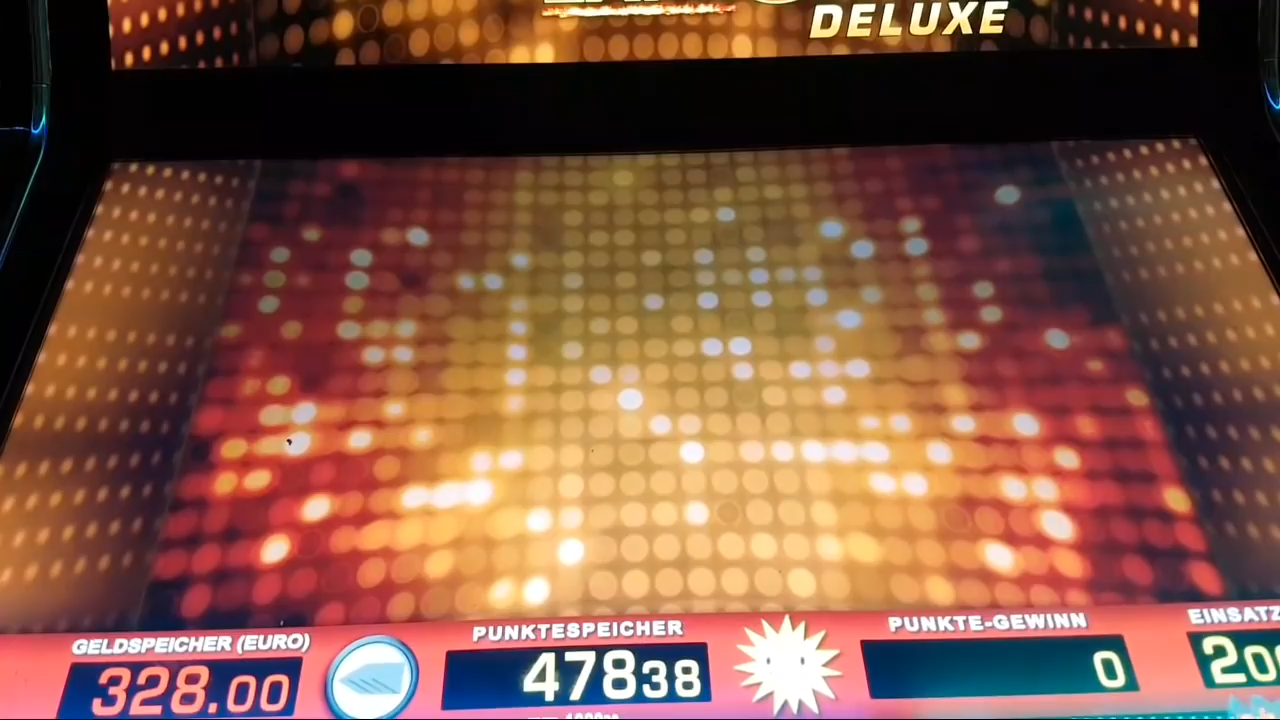 DELUXE
GELDSPEICHER (EURO)
328.00
PUNKTESPEICHER
47838
PUNKTE-GEWINN
0
EINSATZ